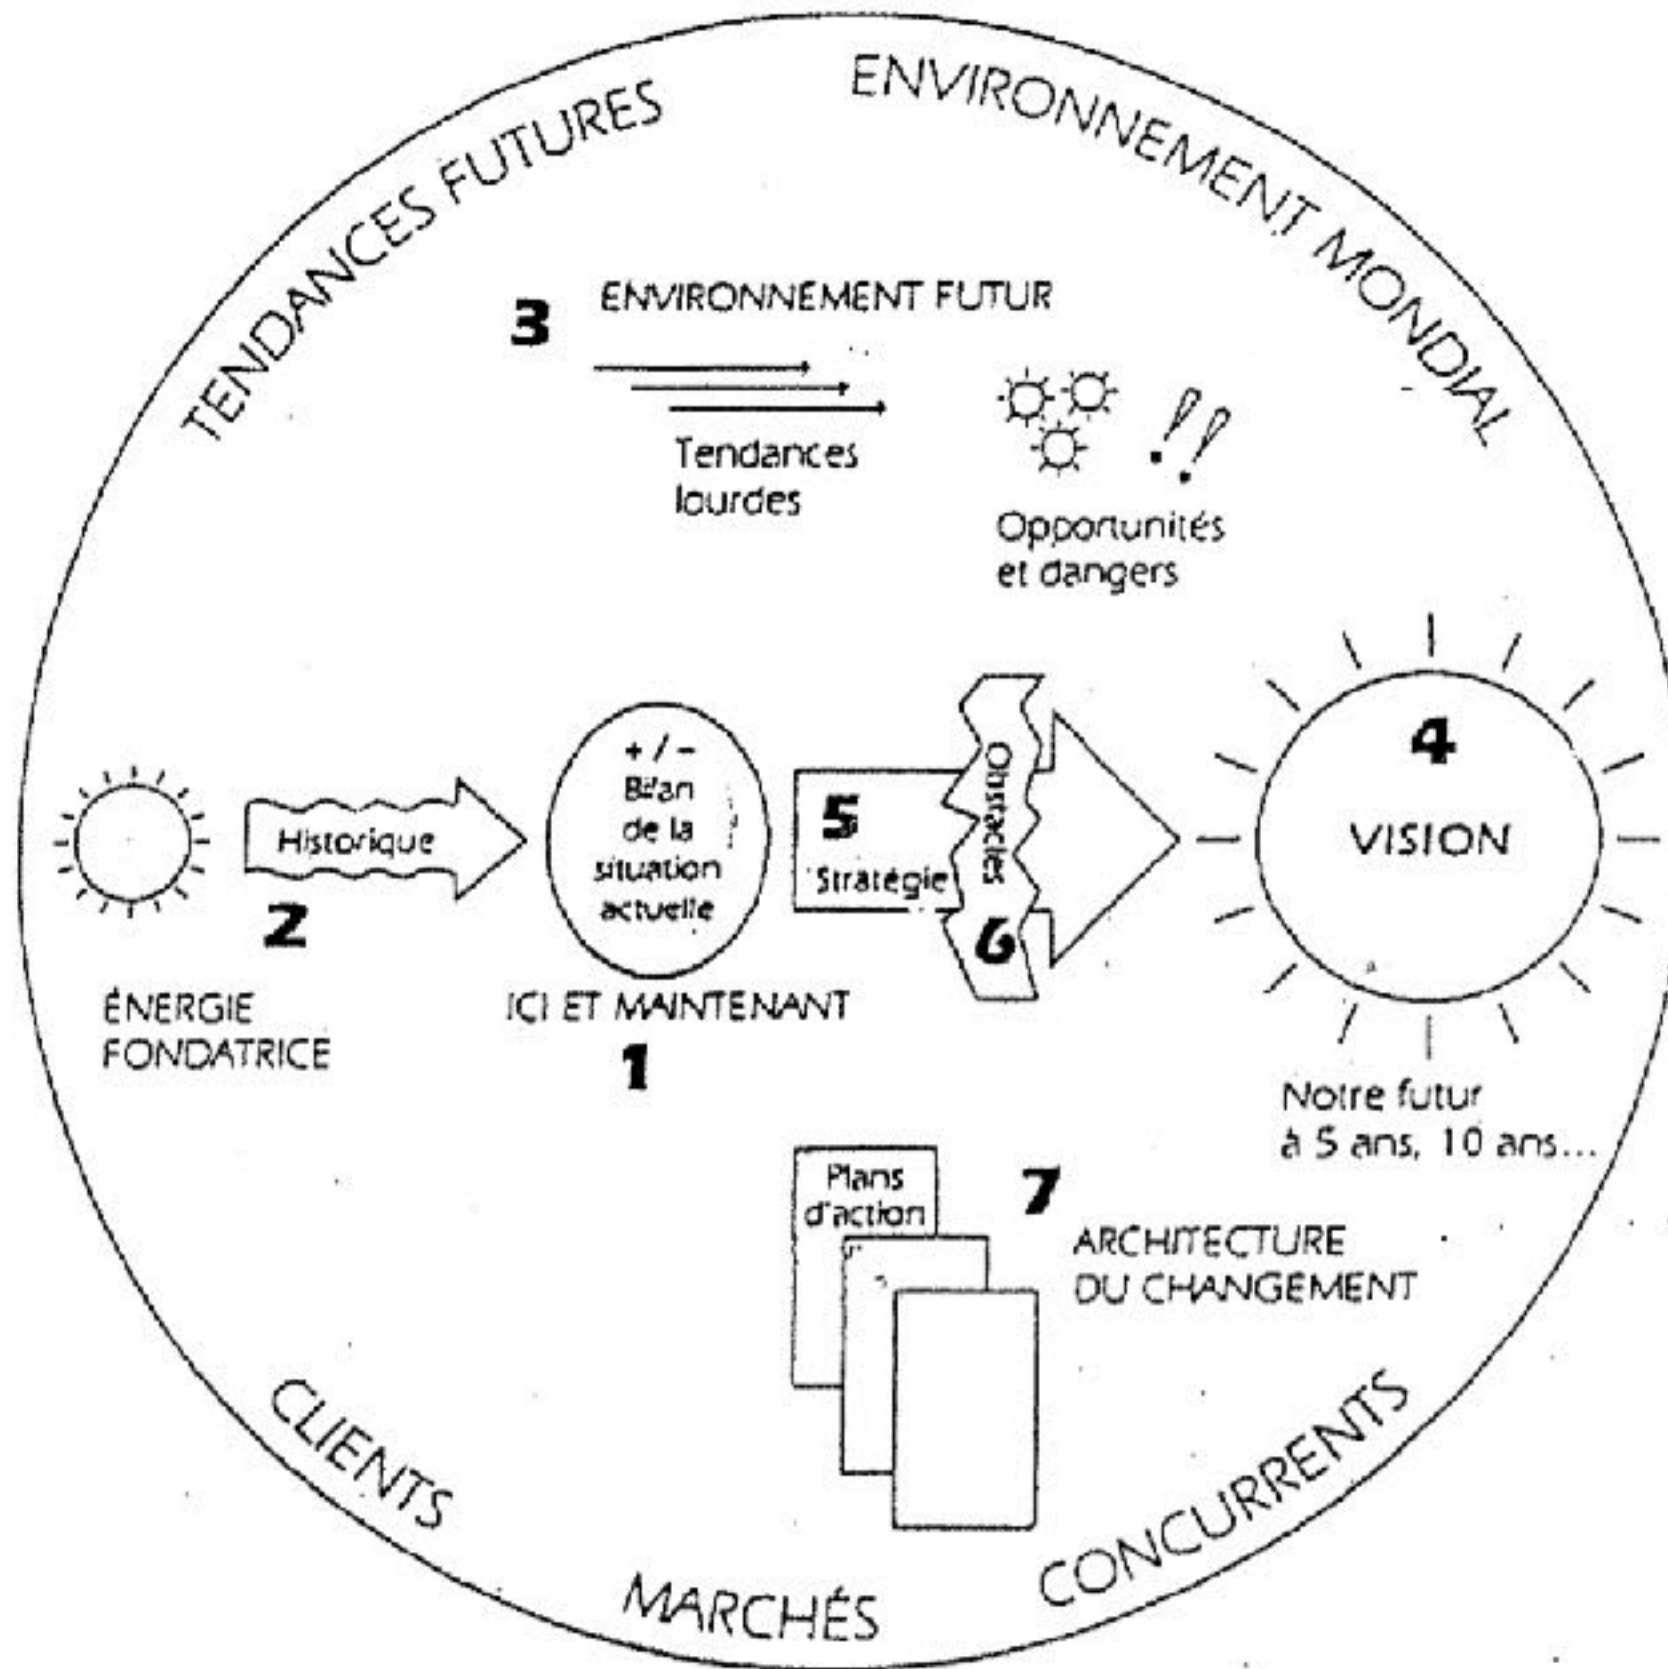 TENDANCES FUTURES
ENVIRONNEMENT MONDIAL
3
ENVIRONNEMENT FUTUR
Tendances
lourdes
!!
Opportunités
et dangers
Historique
2
ÉNERGIE
FONDATRICE
+ / -
Bilan
de la
situation
actuelle
ICI ET MAINTENANT
1
5
Stratégie
Obstacles
6
4
VISION
Notre futur
à 5 ans, 10 ans...
Plans
d'action
7
ARCHITECTURE
DU CHANGEMENT
CLIENTS
MARCHÉS
CONCURRENTS